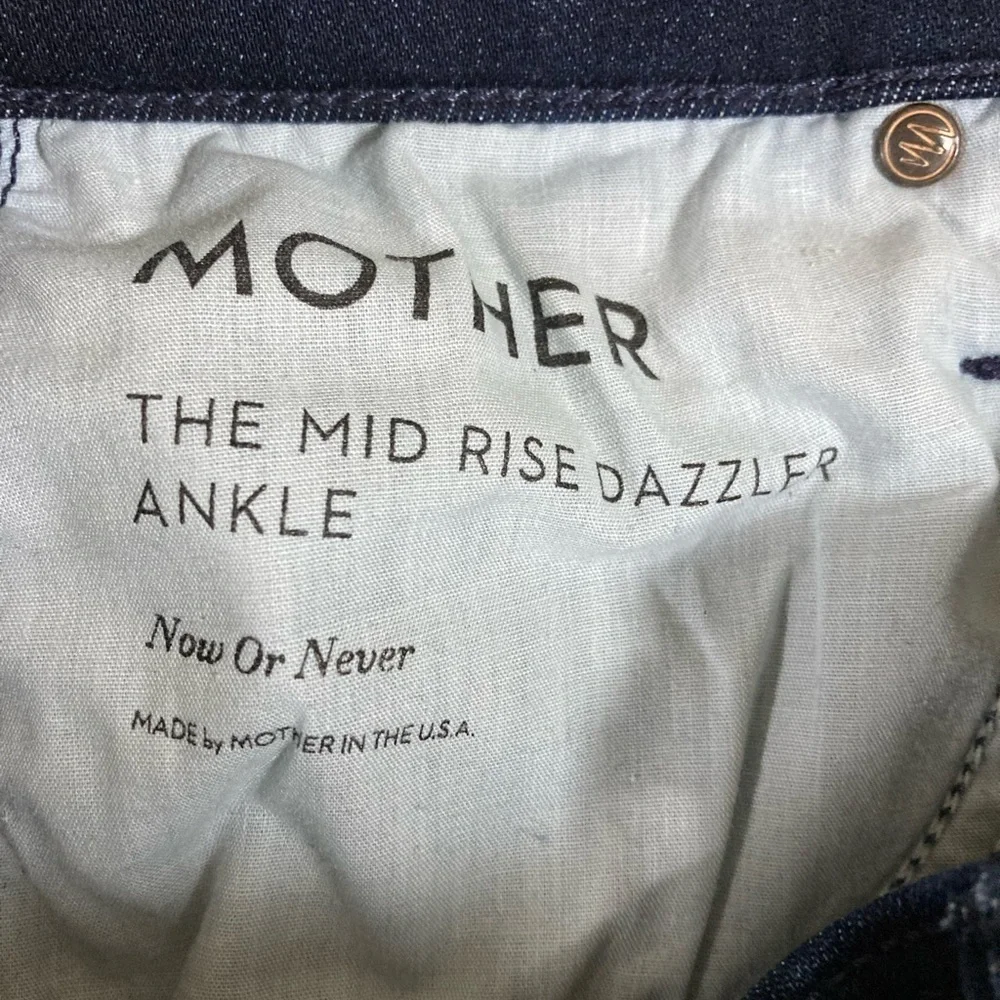 MOTHER
THE MID RISE DAZZLER
ANKLE
Now Or Never
MADE by MOTHER IN THE U.S.A.